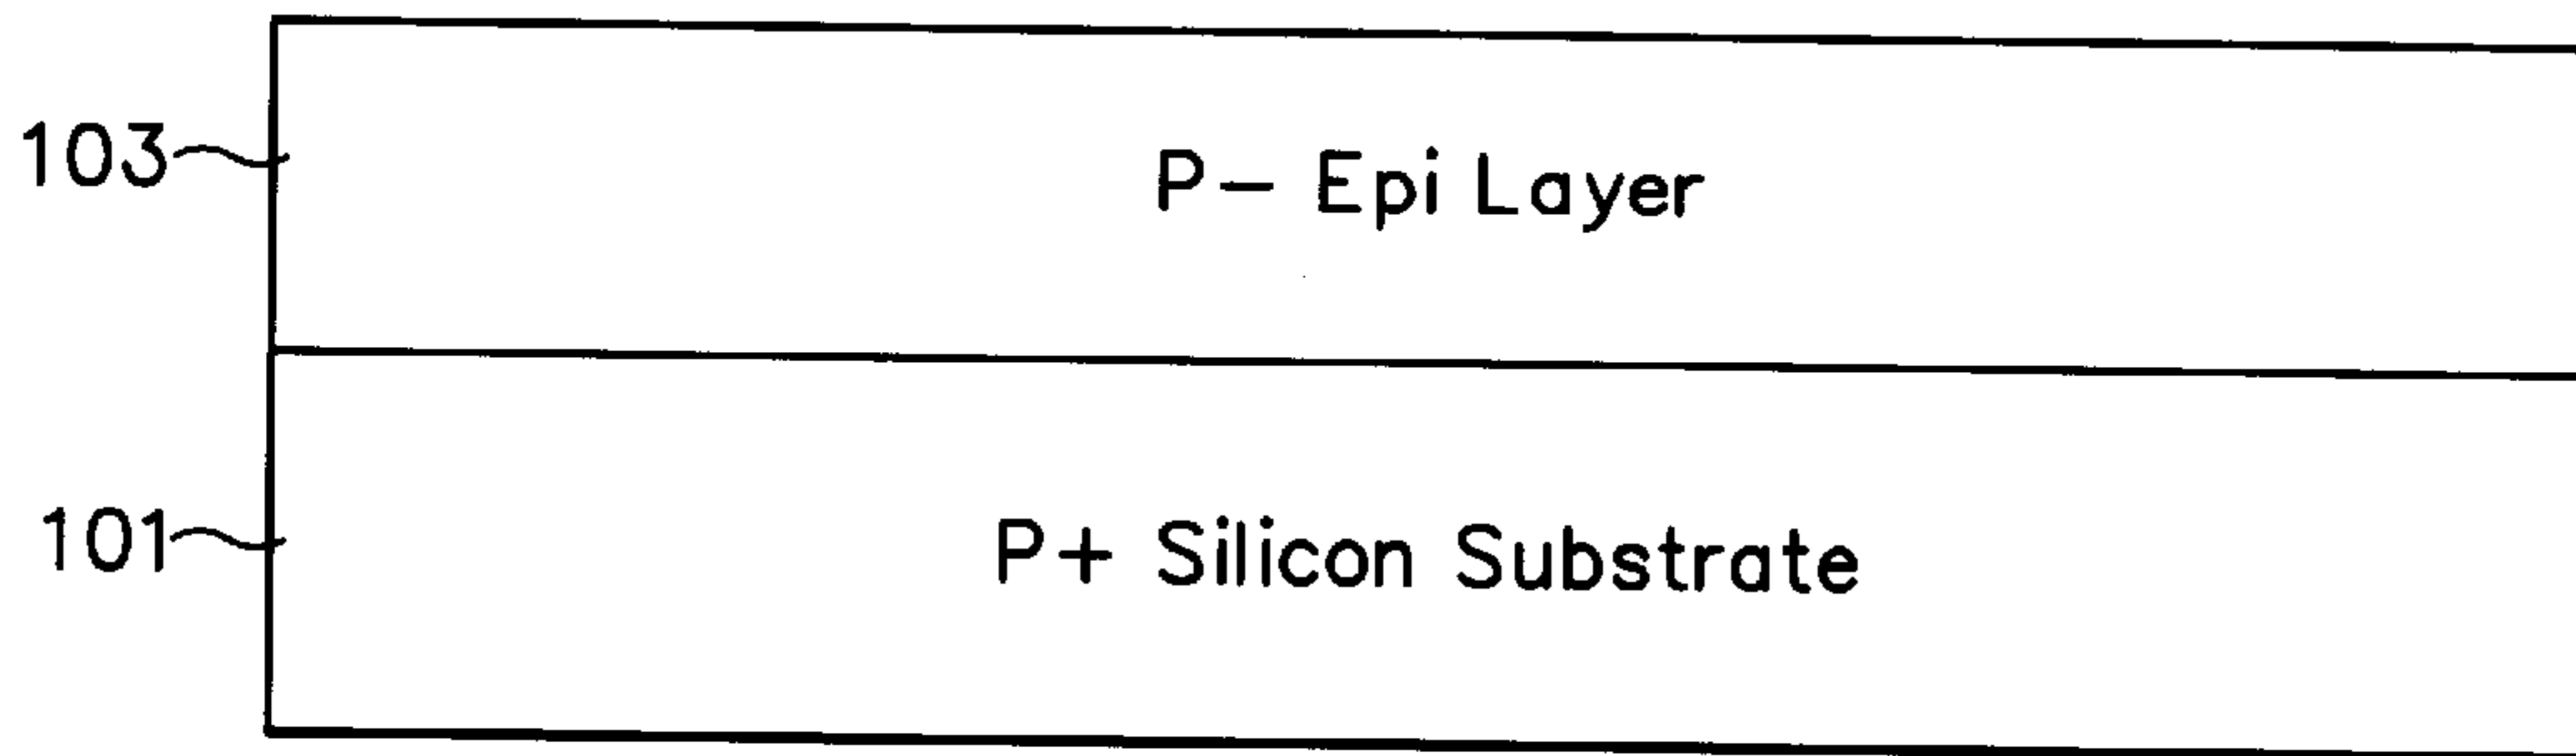 103
P- Epi Layer
101
P+ Silicon Substrate